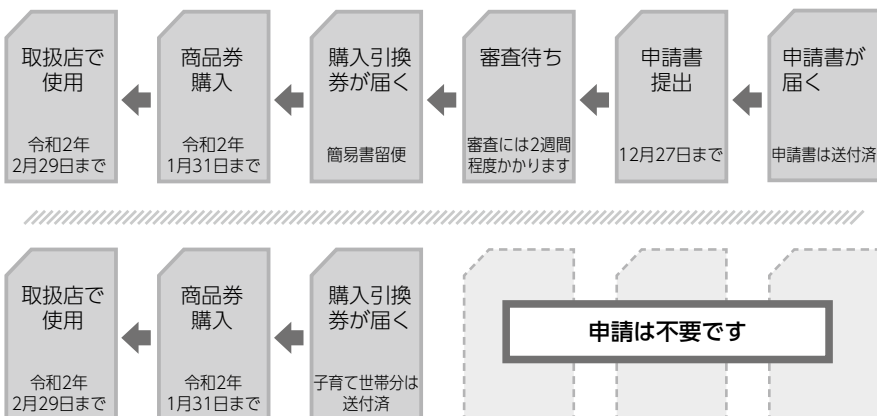 申請書が
届く
申請書は送付済
申請書
提出
12月27日まで
審査待ち
審査には2週間
程度かかります
購入引換
券が届く
簡易書留便
商品券
購入
令和2年
1月31日まで
取扱店で
使用
令和2年
2月29日まで
申請は不要です
購入引換
券が届く
子育て世帯分は
送付済
商品券
購入
令和2年
1月31日まで
取扱店で
使用
令和2年
2月29日まで